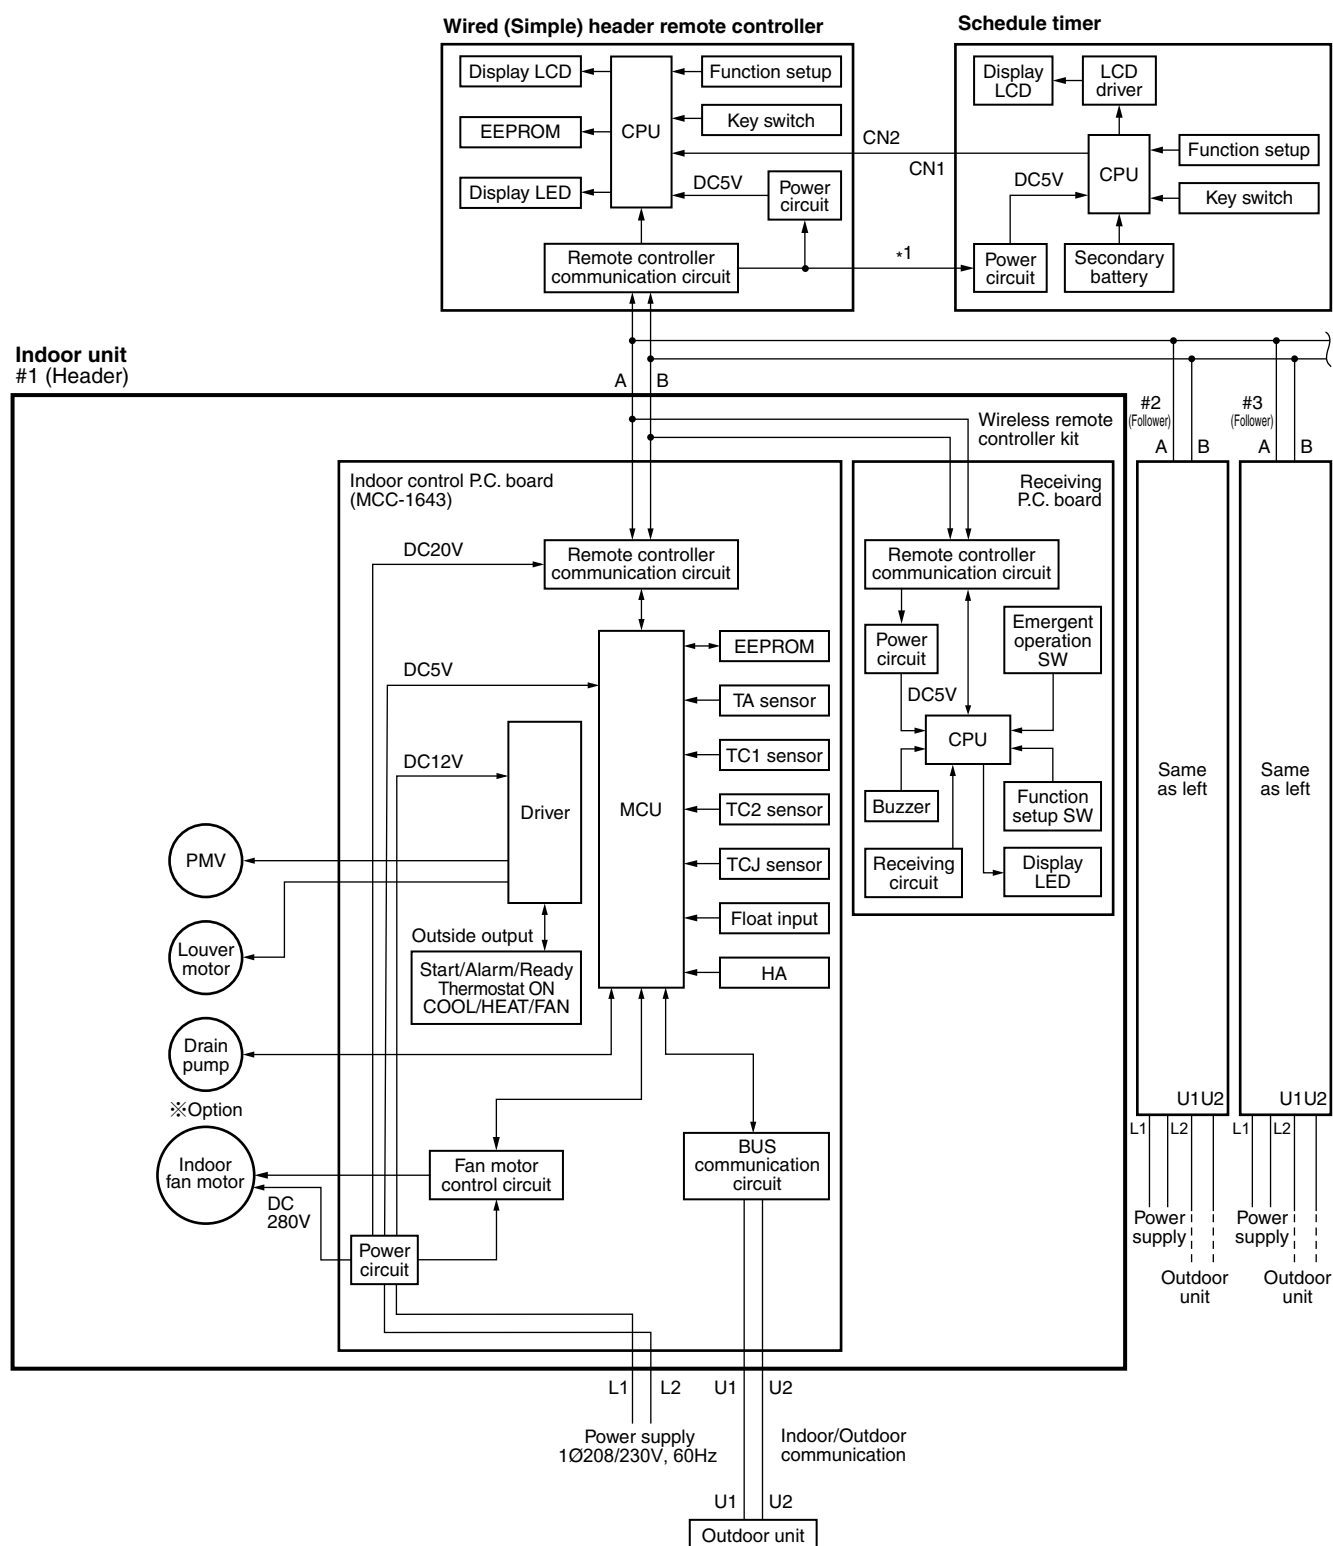 Wired (Simple) header remote controller
Schedule timer
Display LCD
CPU
Function setup
EEPROM
Key switch
Display LED
DC5V
Power
circuit
Remote controller
communication circuit
CN2
CN1
*1
Display
LCD
LCD
driver
CPU
Function setup
Key switch
DC5V
Power
circuit
Secondary
battery
Indoor unit
#1 (Header)
A
B
Wireless remote
controller kit
#2
(Follower)
A
B
#3
(Follower)
A
B
Indoor control P.C. board
(MCC-1643)
Receiving
P.C. board
DC20V
Remote controller
communication circuit
DC5V
DC12V
Driver
MCU
EEPROM
TA sensor
TC1 sensor
TC2 sensor
TCJ sensor
Float input
HA
Outside output
Start/Alarm/Ready
Thermostat ON
COOL/HEAT/FAN
PMV
Louver
motor
Drain
pump
※Option
Indoor
fan motor
DC
280V
Fan motor
control circuit
BUS
communication
circuit
Power
circuit
Remote controller
communication circuit
Power
circuit
Emergent
operation
SW
DC5V
CPU
Buzzer
Function
setup SW
Receiving
circuit
Display
LED
Same
as left
Same
as left
U1U2
U1U2
L1
L2
L1
L2
Power
supply
Power
supply
Outdoor
unit
Outdoor
unit
L1
L2
U1
U2
Power supply
1Ø208/230V, 60Hz
Indoor/Outdoor
communication
U1
U2
Outdoor unit